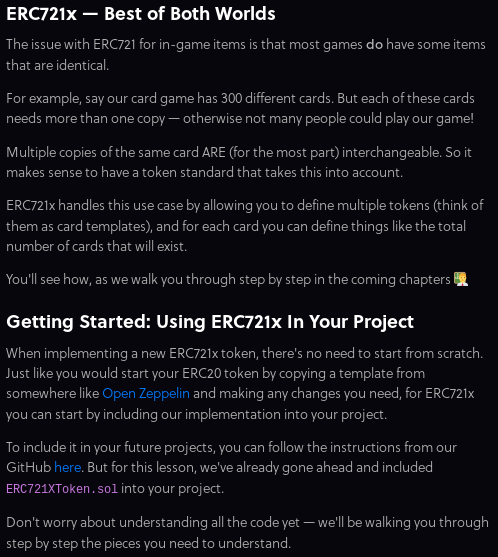 ERC721x — Best of Both Worlds
The issue with ERC721 for in-game items is that most games do have some items
that are identical.
For example, say our card game has 300 different cards. But each of these cards
needs more than one copy — otherwise not many people could play our game!
Multiple copies of the same card ARE (for the most part) interchangeable. So it
makes sense to have a token standard that takes this into account.
ERC721x handles this use case by allowing you to define multiple tokens (think of
them as card templates), and for each card you can define things like the total
number of cards that will exist.
You'll see how, as we walk you through step by step in the coming chapters 👩‍🏫
Getting Started: Using ERC721x In Your Project
When implementing a new ERC721x token, there's no need to start from scratch.
Just like you would start your ERC20 token by copying a template from
somewhere like Open Zeppelin and making any changes you need, for ERC721x
you can start by including our implementation into your project.
To include it in your future projects, you can follow the instructions from our
GitHub here. But for this lesson, we've already gone ahead and included
ERC721XToken.sol into your project.
Don't worry about understanding all the code yet — we'll be walking you through
step by step the pieces you need to understand.